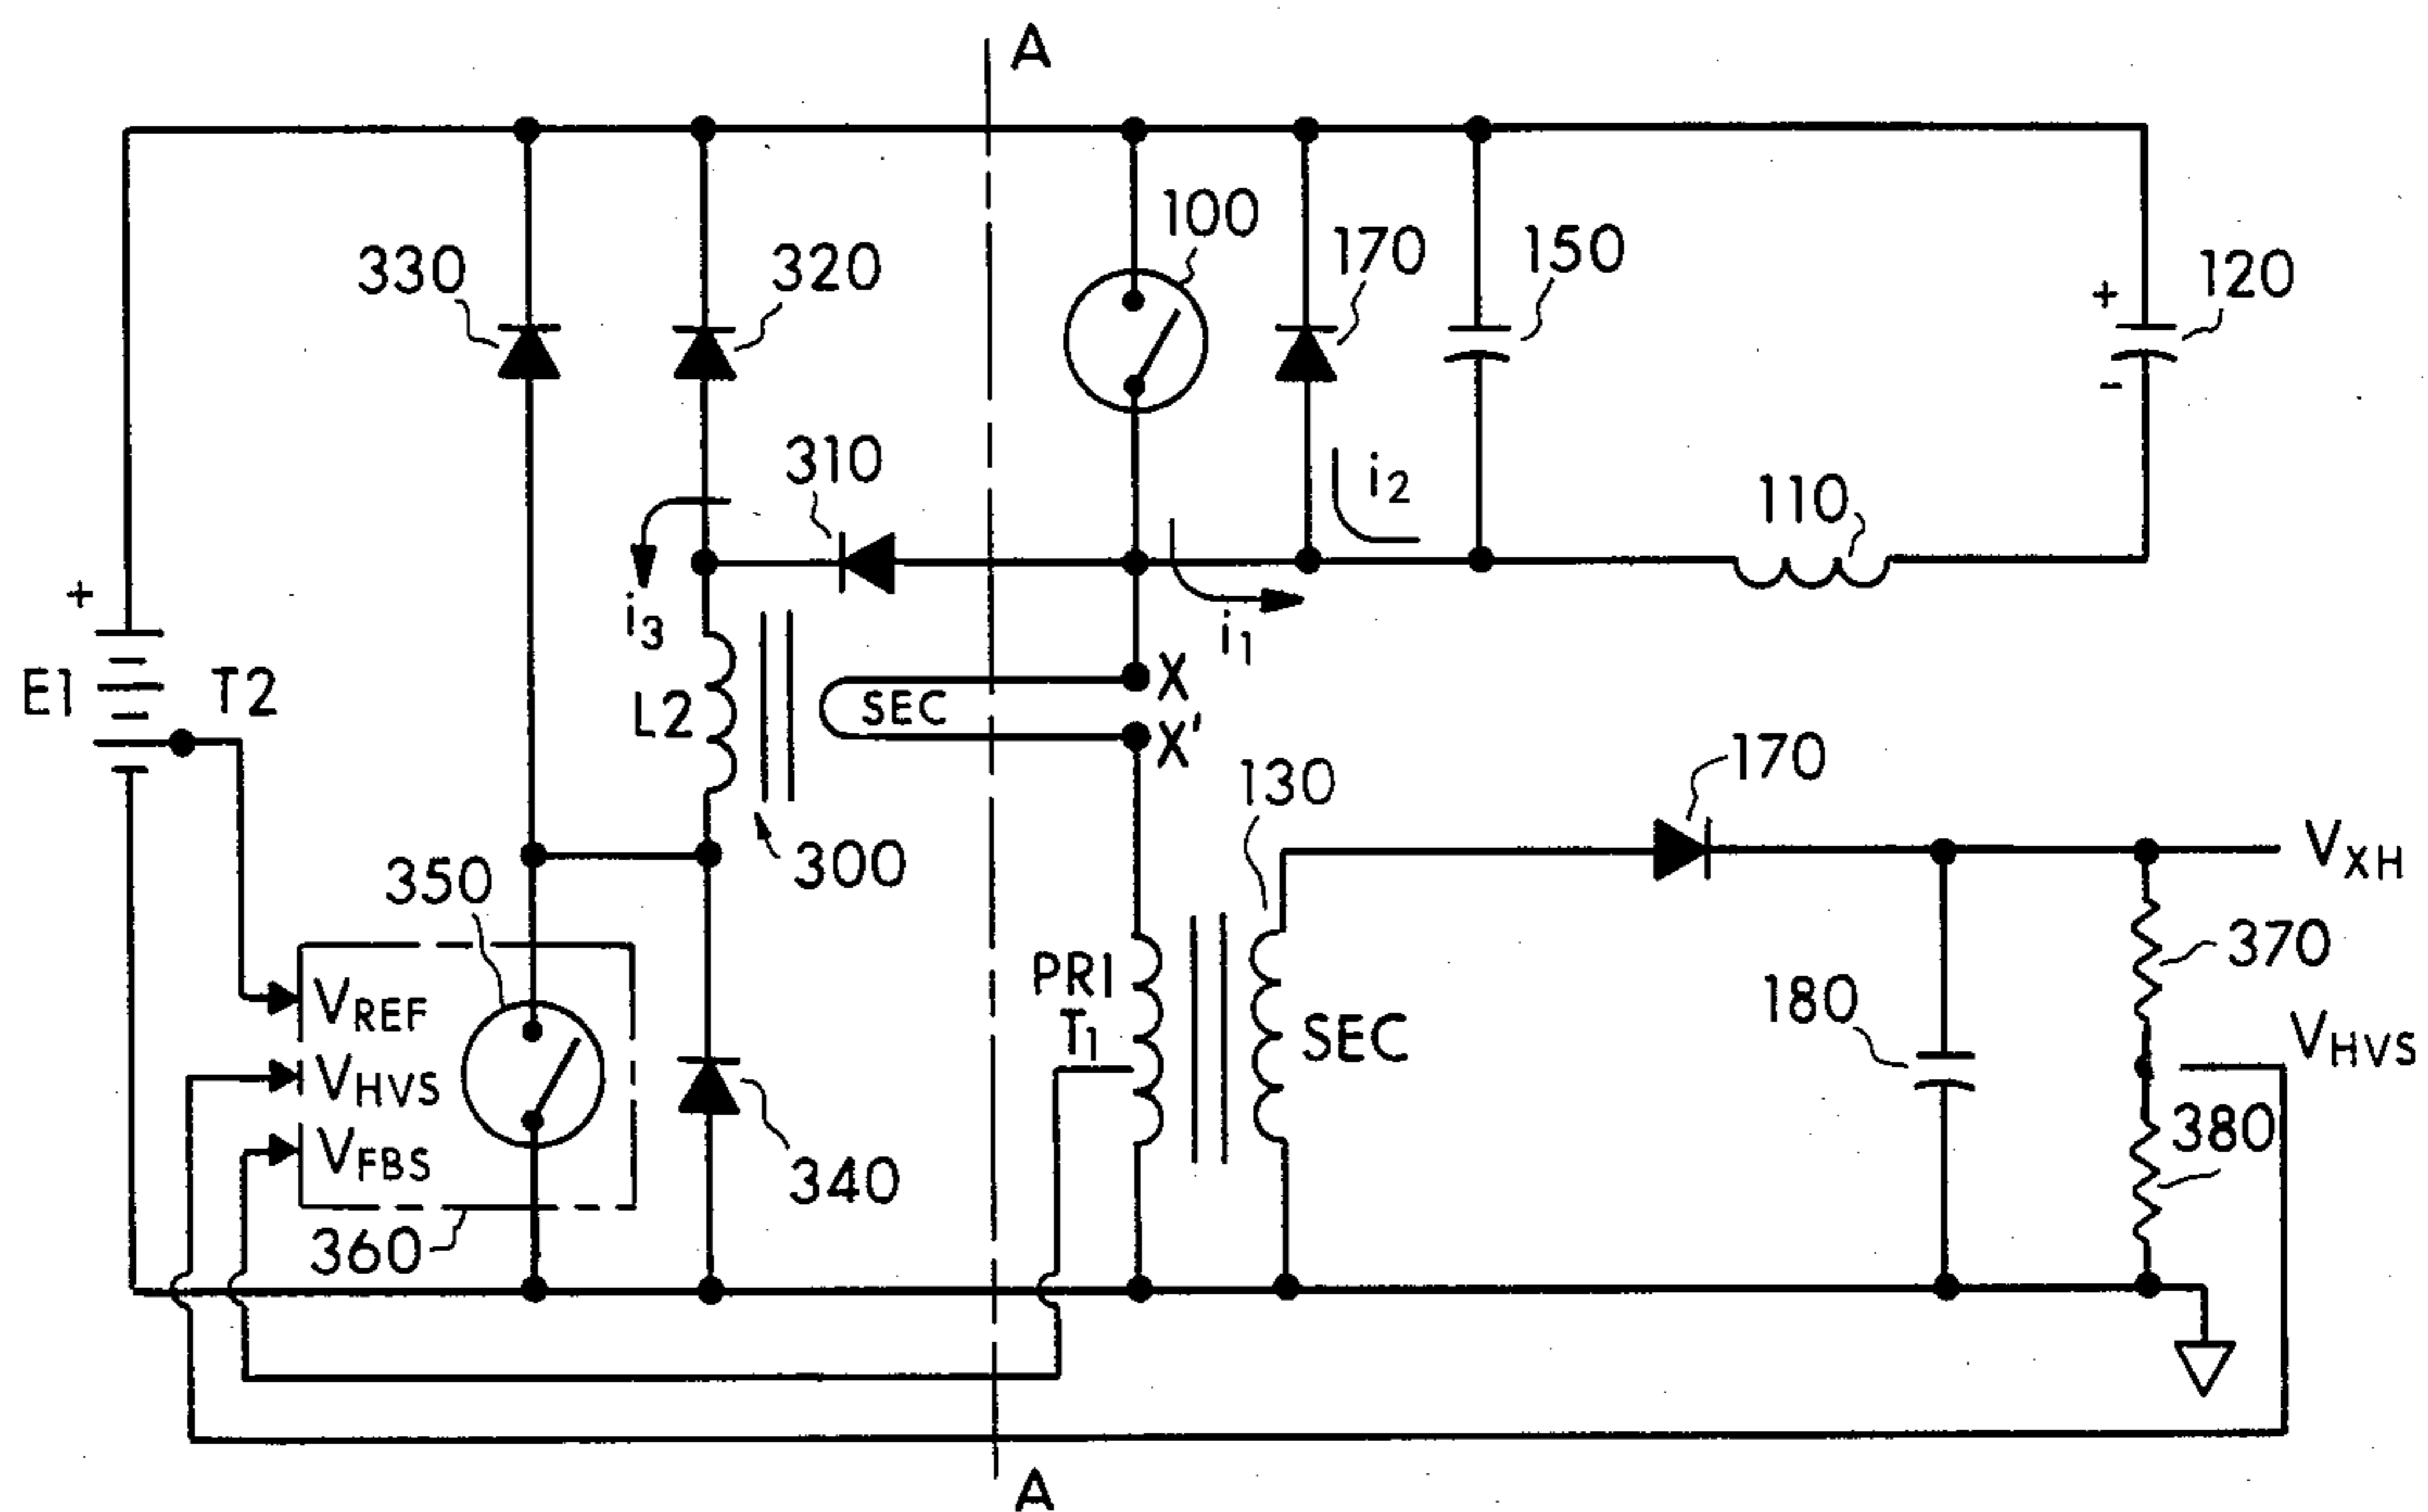 A
100
170
150
120
330
320
+
-
310
i2
110
i3
i1
+
E1
T2
L2
SEC
X
X'
170
130
300
VXH
350
370
PRI
T1
SEC
180
VREF
VHVS
VHVS
VFBS
380
340
360
A